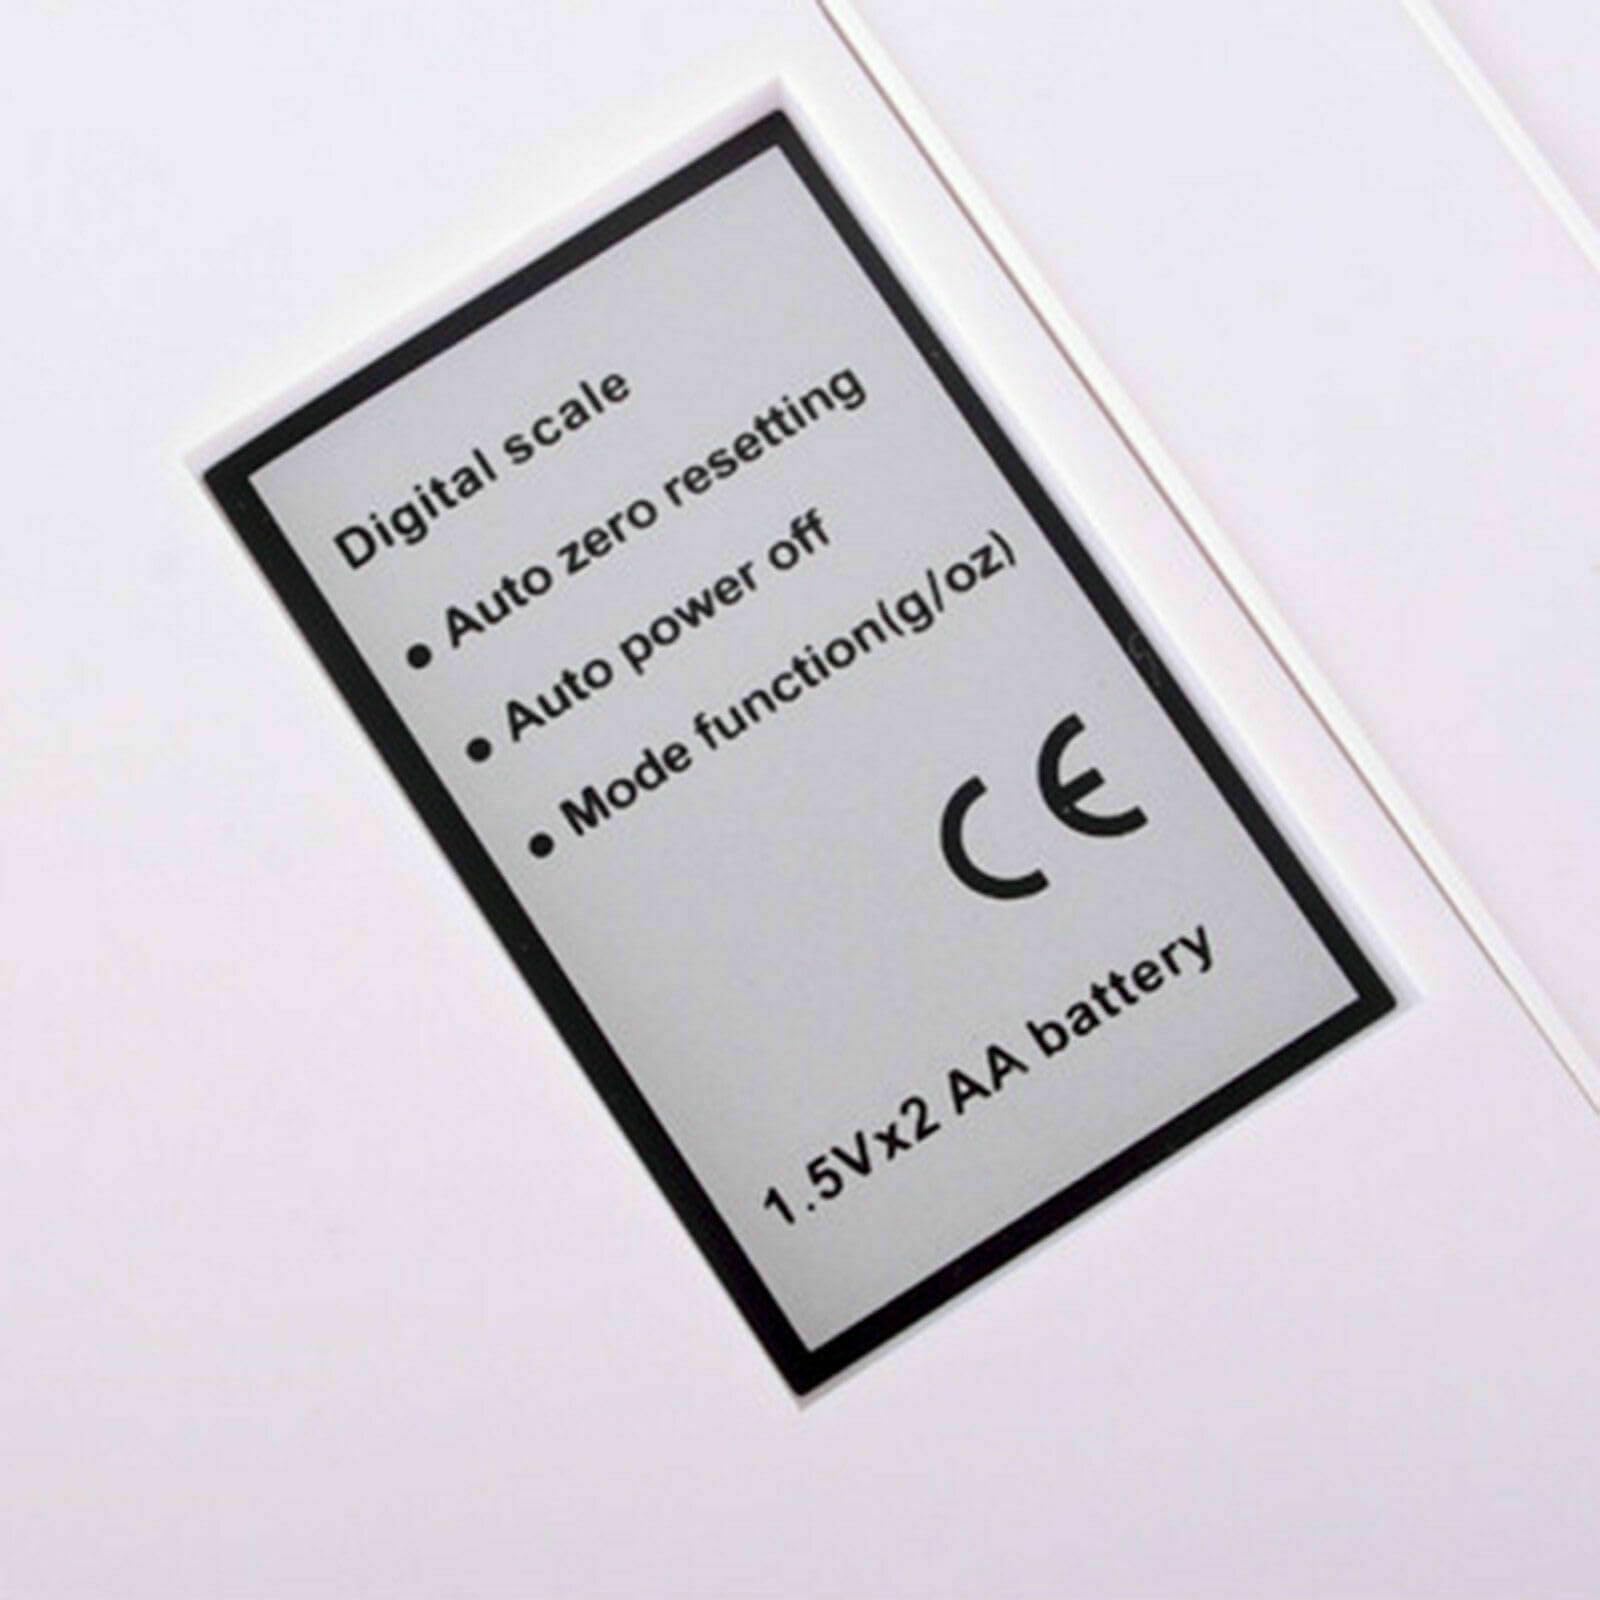 Digital scale
• Auto zero resetting
• Auto power off
• Mode function(g/oz)
CE
1.5Vx2 AA battery